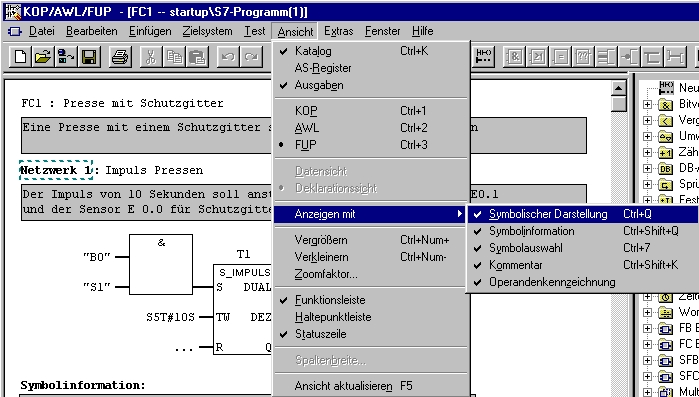 KOP/AWL/FUP - [FC1 -- startup\S7-Programm(1)]
Datei Bearbeiten Einfügen Zielsystem Test Ansicht Extras Fenster Hilfe
FC1 : Presse mit Schutzgitter
Eine Presse mit einem Schutzgitter s
n
Netzwerk 1 : Impuls Pressen
Der Impuls von 10 Sekunden soll anst
E0.1
und der Sensor E 0.0 für Schutzgitte
&
"B0"
"S1"
T1
S_IMPULS
S DUAL
S5T#10S TW DEZ
... R Q
Symbolinformation:
Katalog Ctrl+K
AS-Register
Ausgaben
KOP Ctrl+1
AWL Ctrl+2
FUP Ctrl+3
Datensicht
Deklarationssicht
Anzeigen mit
Vergrößern Ctrl+Num+
Verkleinern Ctrl+Num-
Zoomfaktor...
Funktionsleiste
Haltepunktleiste
Statuszeile
Spaltenbreite...
Ansicht aktualisieren F5
Symbolischer Darstellung Ctrl+Q
Symbolinformation Ctrl+Shift+Q
Symbolauswahl Ctrl+7
Kommentar Ctrl+Shift+K
Operandenkennzeichnung
Neu
Bitv
Verg
Umw
Zäh
DB-
Sprü
Fest
Zeito
Wor
FB B
FC B
SFB
SFC
Mult